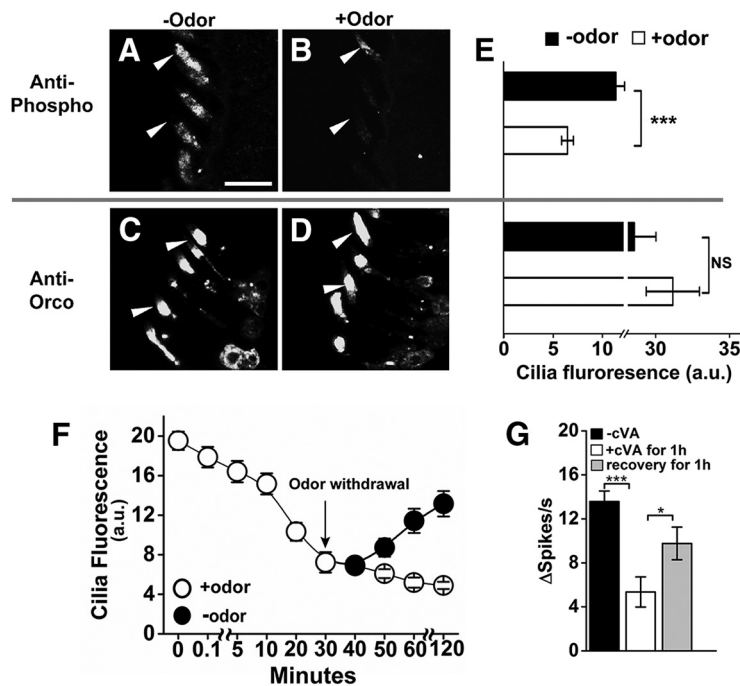 -Odor +Odor
A B
Anti-
Phospho
C D
Anti-
Orco
-odor +odor
E
***
NS
0 5 10 30 35
Cilia fluroresence (a.u.)
F
Cilia Fluorescence
(a.u.)
20
16
12
8
4
0
Odor withdrawal
+odor
-odor
0 0.1 5 10 20 30 40 50 60 120
Minutes
G
-cVA
+cVA for 1h
recovery for 1h
***
*
ΔSpikes/s
20
16
12
8
4
0